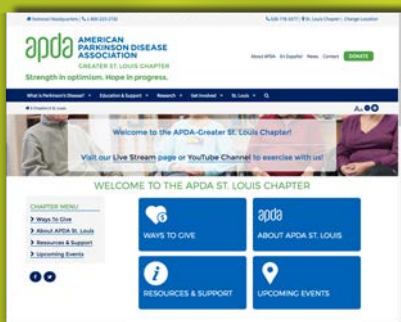 National Headquarters | 1-800-223-2732
636-778-3377 | St. Louis Chapter | Change Location
apda AMERICAN
PARKINSON DISEASE
ASSOCIATION
GREATER ST. LOUIS CHAPTER
Strength in optimism. Hope in progress.
About APDA En Español News Contact DONATE
What is Parkinson's Disease? Education & Support Research Get Involved St. Louis
Welcome to the APDA-Greater St. Louis Chapter!
Visit our Live Stream page or YouTube Channel to exercise with us!
WELCOME TO THE APDA ST. LOUIS CHAPTER
CHAPTER MENU
Ways To Give
About APDA St. Louis
Resources & Support
Upcoming Events
WAYS TO GIVE
apda
ABOUT APDA ST. LOUIS
RESOURCES & SUPPORT
UPCOMING EVENTS